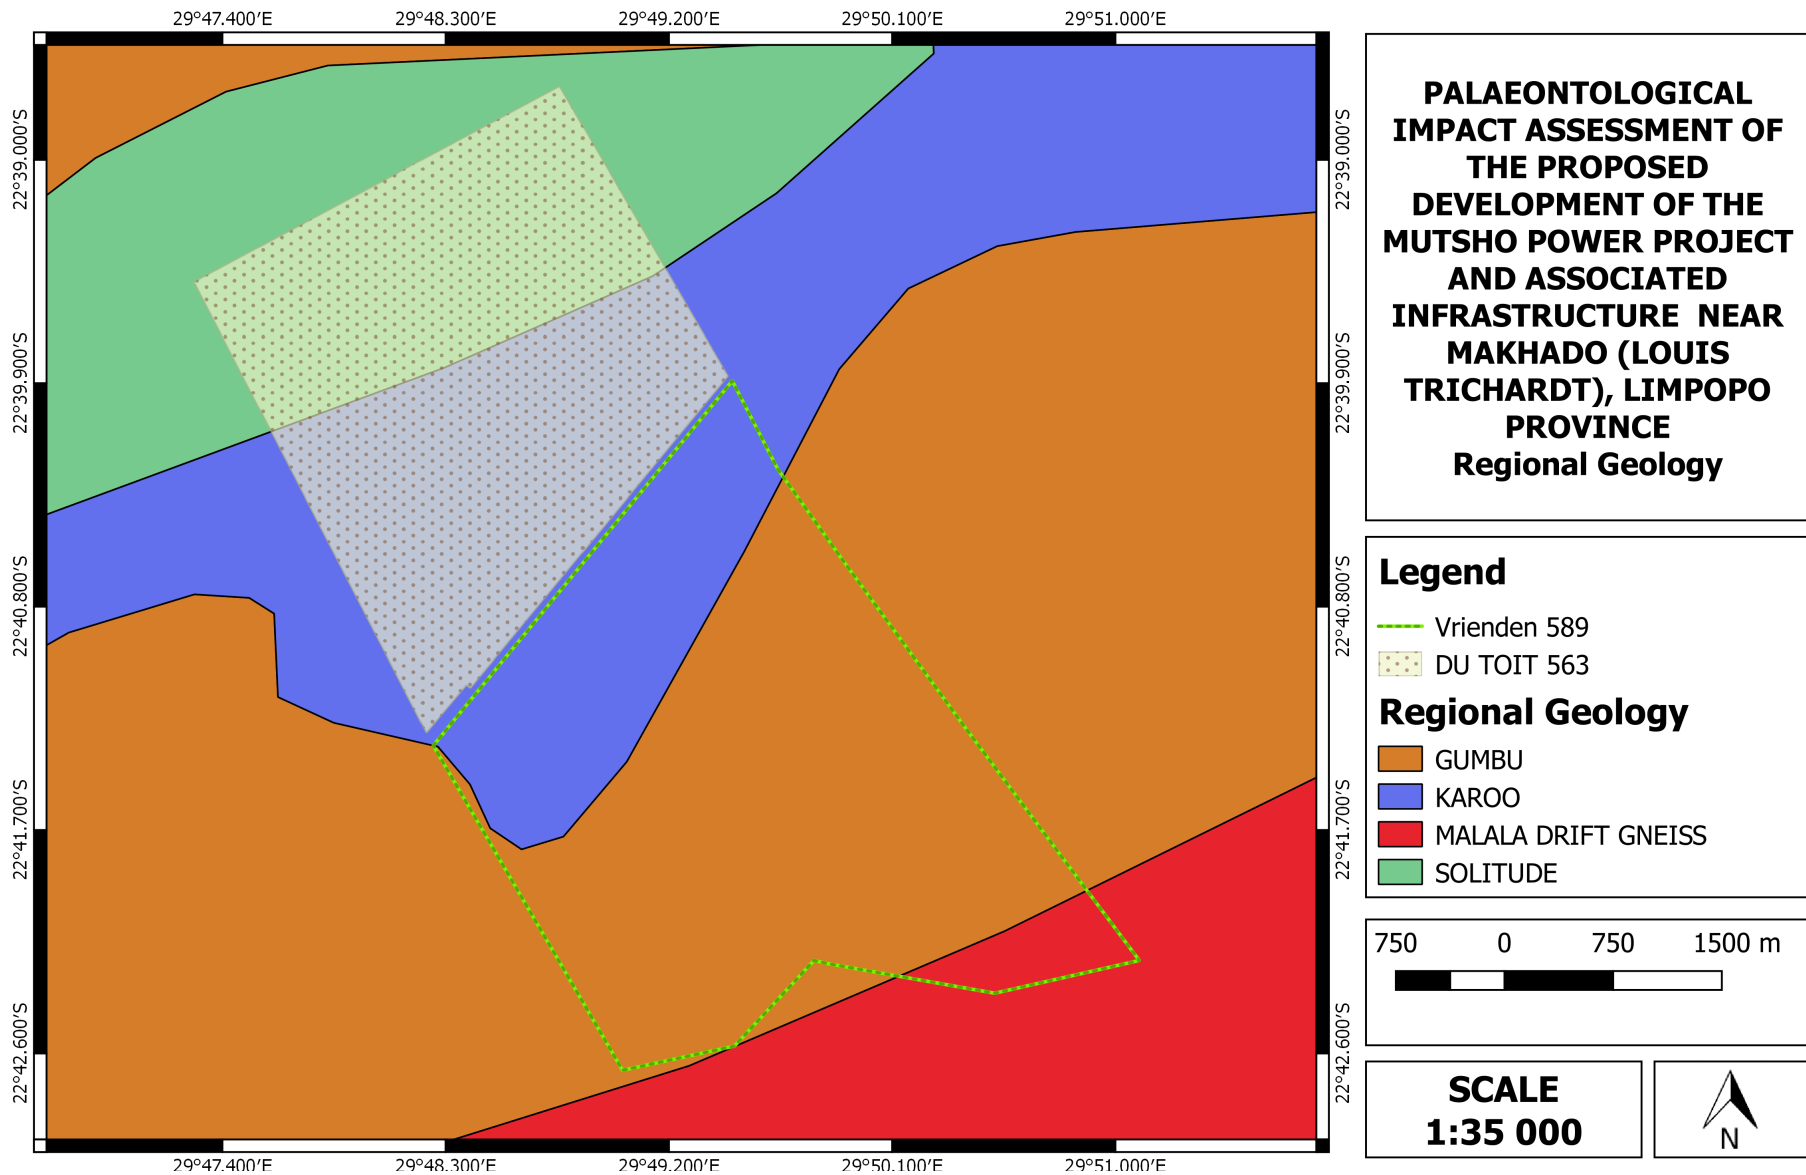 29°47.400′E 29°48.300′E 29°49.200′E 29°50.100′E 29°51.000′E
22°39.000′S
22°39.900′S
22°40.800′S
22°41.700′S
22°42.600′S
22°39.000′S
22°39.900′S
22°40.800′S
22°41.700′S
22°42.600′S
29°47.400′E 29°48.300′E 29°49.200′E 29°50.100′E 29°51.000′E
PALAEONTOLOGICAL
IMPACT ASSESSMENT OF
THE PROPOSED
DEVELOPMENT OF THE
MUTSHO POWER PROJECT
AND ASSOCIATED
INFRASTRUCTURE NEAR
MAKHADO (LOUIS
TRICHARDT), LIMPOPO
PROVINCE
Regional Geology
Legend
Vrienden 589
DU TOIT 563
Regional Geology
GUMBU
KAROO
MALALA DRIFT GNEISS
SOLITUDE
750 0 750 1500 m
SCALE
1:35 000
N